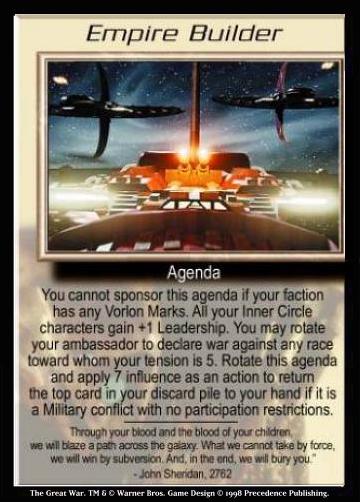 Empire Builder
Agenda
You cannot sponsor this agenda if your faction
has any Vorlon Marks. All your Inner Circle
characters gain +1 Leadership. You may rotate
your ambassador to declare war against any race
toward whom your tension is 5. Rotate this agenda
and apply 7 influence as an action to return
the top card in your discard pile to your hand if it is
a Military conflict with no participation restrictions.
Through your blood and the blood of your children,
we will blaze a path across the galaxy. What we cannot take by force,
we will win by subversion. And, in the end, we will bury you."
- John Sheridan, 2762
The Great War. TM & © Warner Bros. Game Design © 1998 Precedence Publishing.